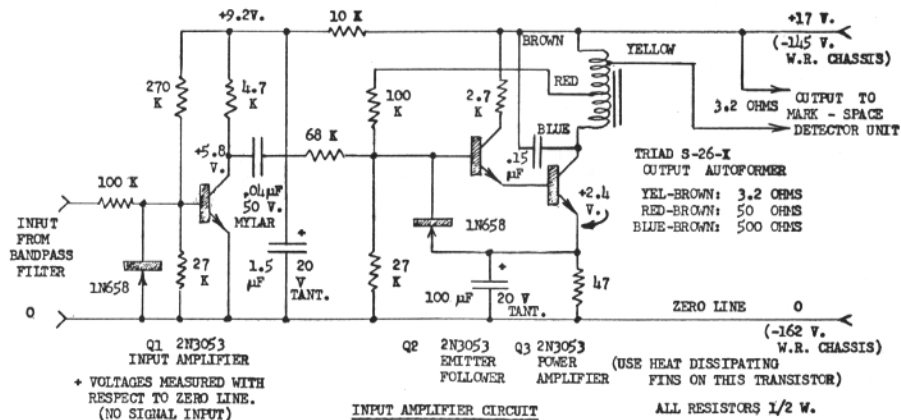 +9.2V.
10 K
+17 V.
(-145 V.
W.R. CHASSIS)
BROWN
YELLOW
RED
270
K
4.7
K
100
K
2.7
K
3.2 OHMS
OUTPUT TO
MARK - SPACE
DETECTOR UNIT
68 K
BLUE
.15
µF
+5.8
V.
.04µF
50 V.
MYLAR
TRIAD S-26-X
OUTPUT AUTOFORMER
YEL-BROWN: 3.2 OHMS
RED-BROWN: 50 OHMS
BLUE-BROWN: 500 OHMS
100 K
+2.4
V.
INPUT
FROM
BANDPASS
FILTER
1N658
27
K
1.5
µF
+
20
V
TANT.
27
K
1N658
100 µF
+
20 V
TANT.
47
0
ZERO LINE 0
(-162 V.
W.R. CHASSIS)
Q1 2N3053
INPUT AMPLIFIER
Q2 2N3053
EMITTER
FOLLOWER
Q3 2N3053
POWER
AMPLIFIER
(USE HEAT DISSIPATING
FINS ON THIS TRANSISTOR)
+ VOLTAGES MEASURED WITH
RESPECT TO ZERO LINE.
(NO SIGNAL INPUT)
INPUT AMPLIFIER CIRCUIT
ALL RESISTORS 1/2 W.